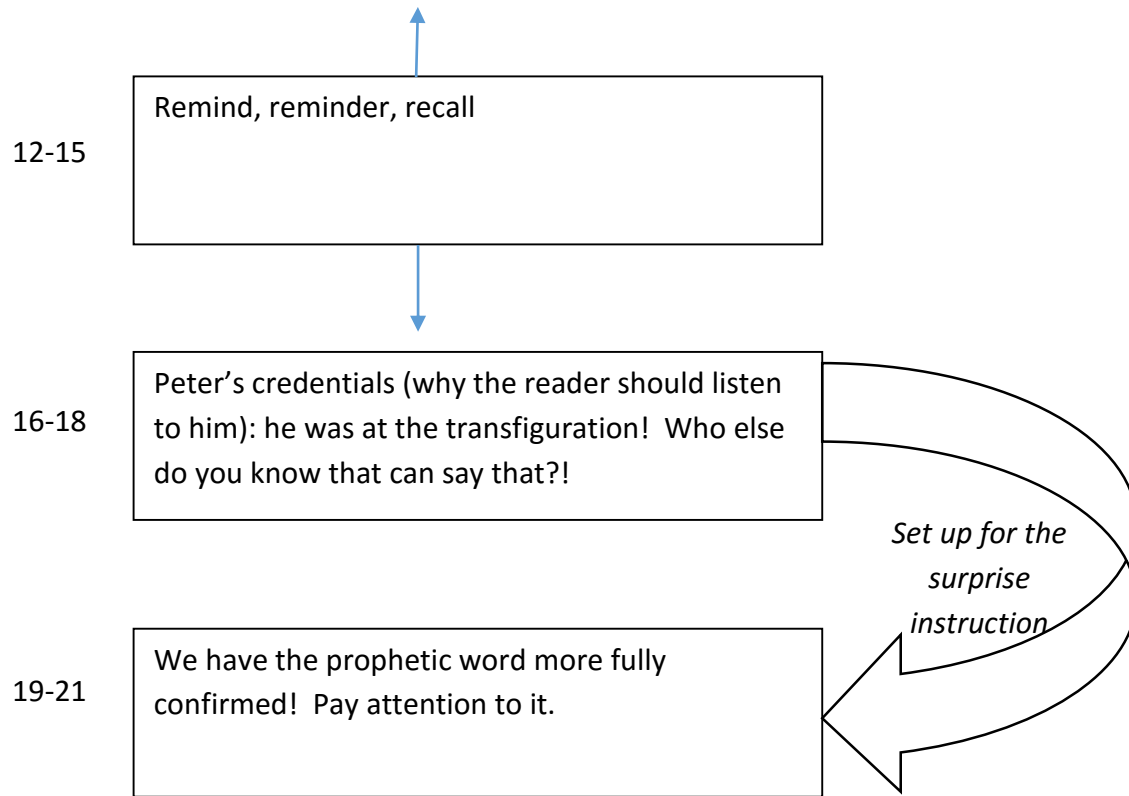 Remind, reminder, recall
12-15
Peter’s credentials (why the reader should listen
to him): he was at the transfiguration!  Who else
do you know that can say that?!
16-18
Set up for the
surprise
instruction
We have the prophetic word more fully
confirmed!  Pay attention to it.
19-21